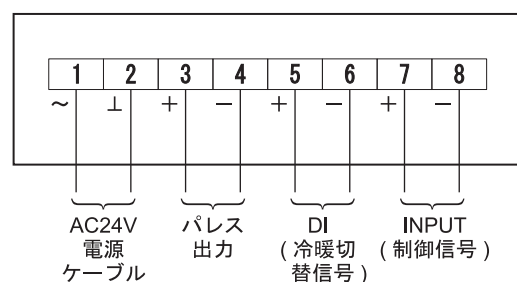 1 2 3 4 5 6 7 8
~ ⊥ + − + − + −
AC24V パレス DI INPUT
電源 出力 (冷暖切 (制御信号)
ケーブル 替信号)